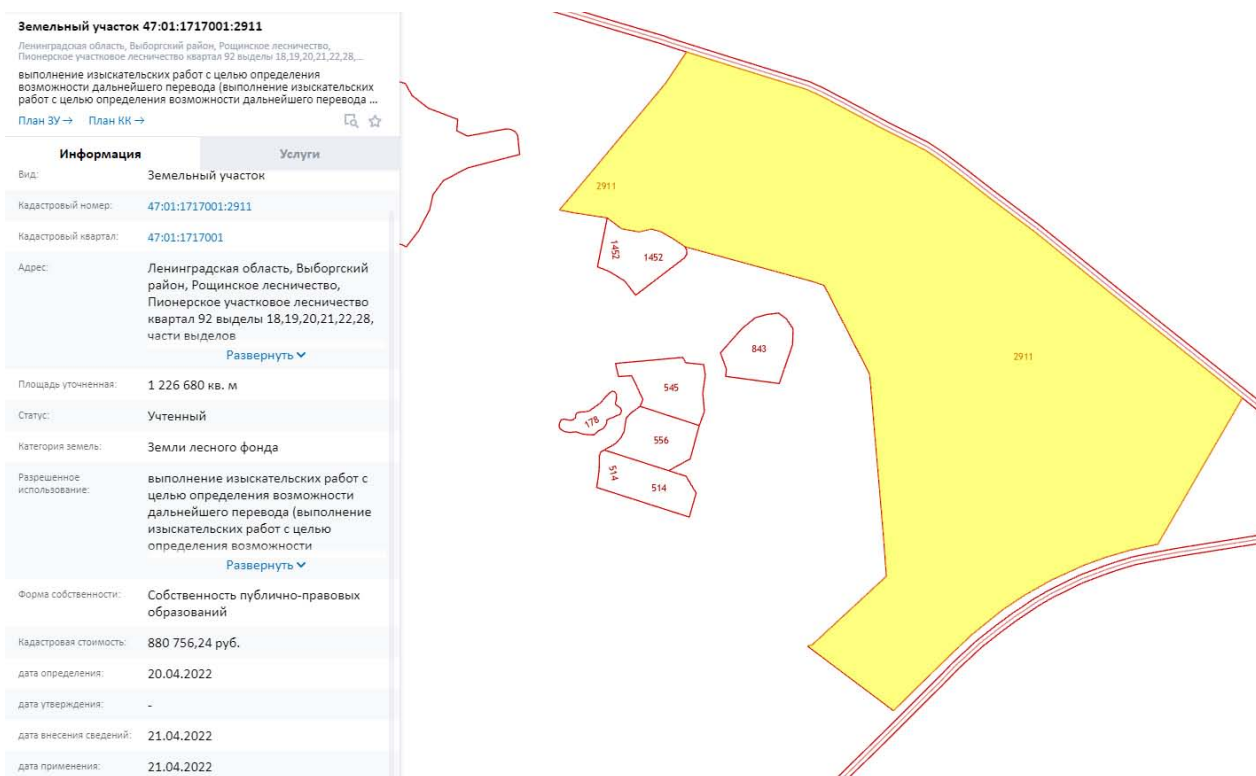 Земельный участок 47:01:1717001:2911
Ленинградская область, Выборгский район, Рощинское лесничество,
Пионерское участковое лесничество квартал 92 выделы 18,19,20,21,22,28,...
выполнение изыскательских работ с целью определения
возможности дальнейшего перевода (выполнение изыскательских
работ с целью определения возможности дальнейшего перевода ...
План ЗУ → План КК →
Информация Услуги
Вид: Земельный участок
Кадастровый номер: 47:01:1717001:2911
Кадастровый квартал: 47:01:1717001
Адрес: Ленинградская область, Выборгский
район, Рощинское лесничество,
Пионерское участковое лесничество
квартал 92 выделы 18,19,20,21,22,28,
части выделов
Развернуть
Площадь уточненная: 1 226 680 кв. м
Статус: Учтенный
Категория земель: Земли лесного фонда
Разрешенное
использование:
выполнение изыскательских работ с
целью определения возможности
дальнейшего перевода (выполнение
изыскательских работ с целью
определения возможности
Развернуть
Форма собственности: Собственность публично-правовых
образований
Кадастровая стоимость: 880 756,24 руб.
дата определения: 20.04.2022
дата утверждения: -
дата внесения сведений: 21.04.2022
дата применения: 21.04.2022
2911
1452
1452
843
545
178
556
514
514
2911